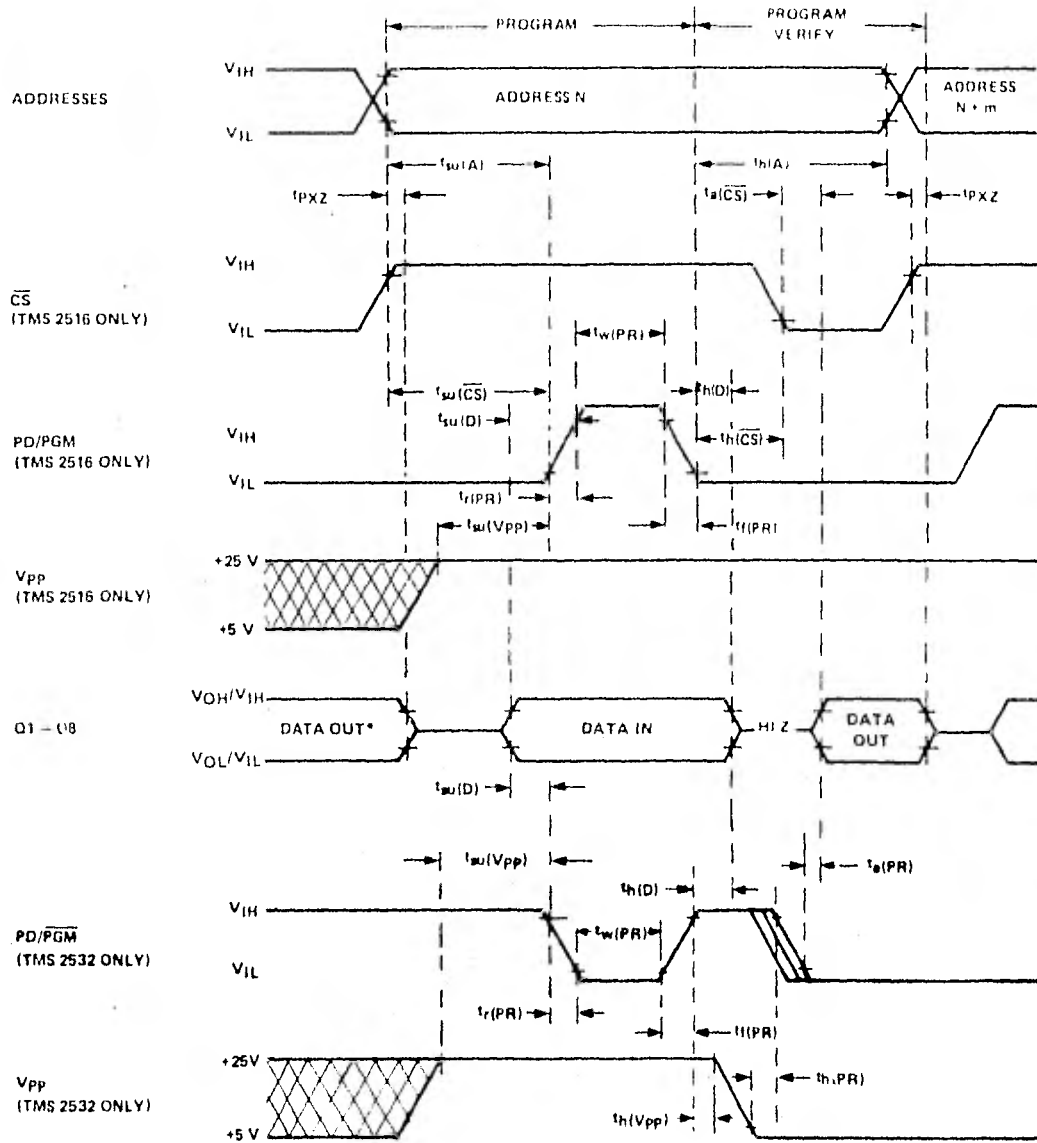 PROGRAM
PROGRAM
VERIFY
ADDRESSES
VIH
VIL
ADDRESS N
ADDRESS
N + m
tsu(A)
th(A)
tPXZ
ta(CS)
tPXZ
CS
(TMS 2516 ONLY)
VIH
VIL
tw(PR)
tsu(CS)
th(D)
tsu(D)
PD/PGM
(TMS 2516 ONLY)
VIH
VIL
th(CS)
tr(PR)
tf(PR)
tsu(VPP)
VPP
(TMS 2516 ONLY)
+25 V
+5 V
Q1 – Q8
VOH/VIH
VOL/VIL
DATA OUT*
DATA IN
HI Z
DATA
OUT
tsu(D)
tsu(VPP)
ta(PR)
th(D)
PD/PGM
(TMS 2532 ONLY)
VIH
VIL
tw(PR)
tr(PR)
tf(PR)
VPP
(TMS 2532 ONLY)
+25V
+5 V
th(PR)
th(VPP)